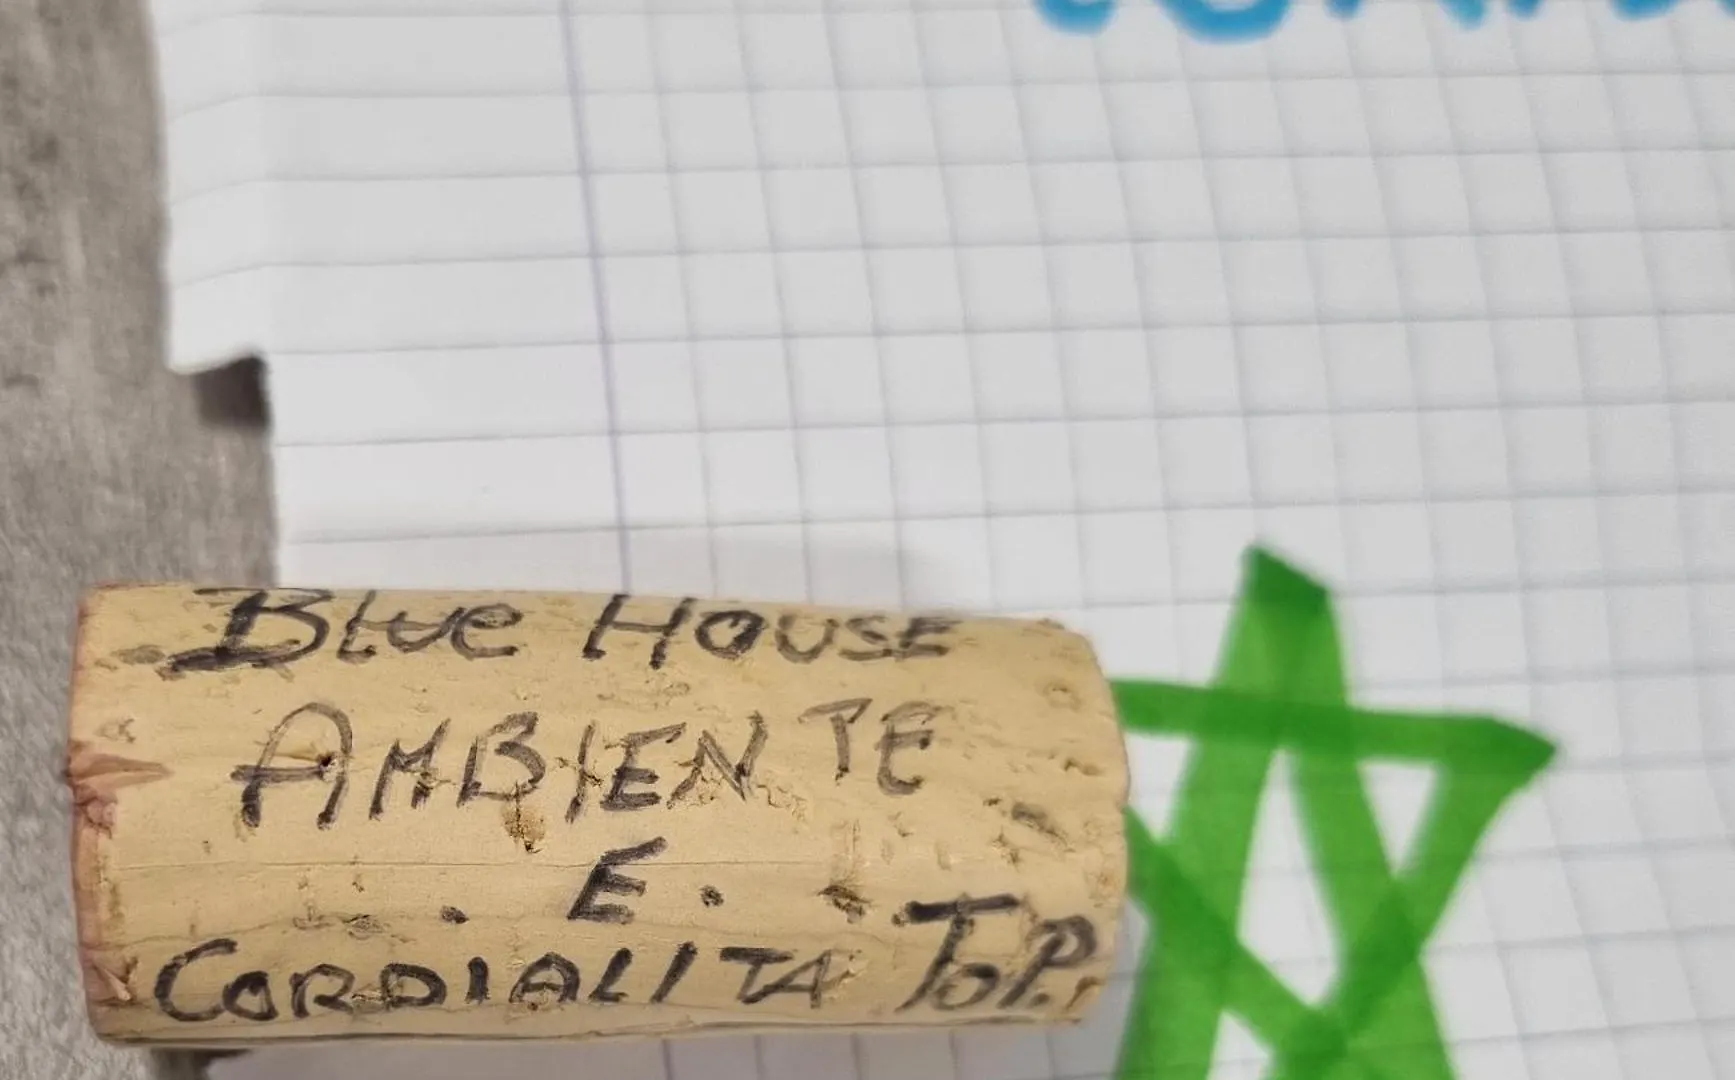 Blue House
AMBIENTE
. E .
CORDIALITA TOP.